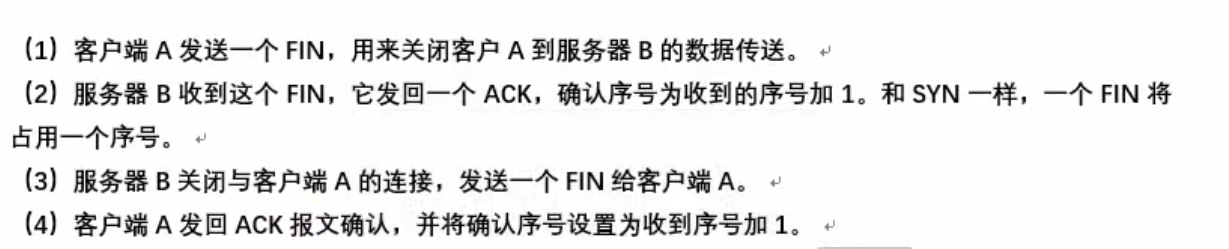 （1）客户端 A 发送一个 FIN，用来关闭客户 A 到服务器 B 的数据传送。
（2）服务器 B 收到这个 FIN，它发回一个 ACK，确认序号为收到的序号加 1。和 SYN 一样，一个 FIN 将
占用一个序号。
（3）服务器 B 关闭与客户端 A 的连接，发送一个 FIN 给客户端 A。
（4）客户端 A 发回 ACK 报文确认，并将确认序号设置为收到序号加 1。